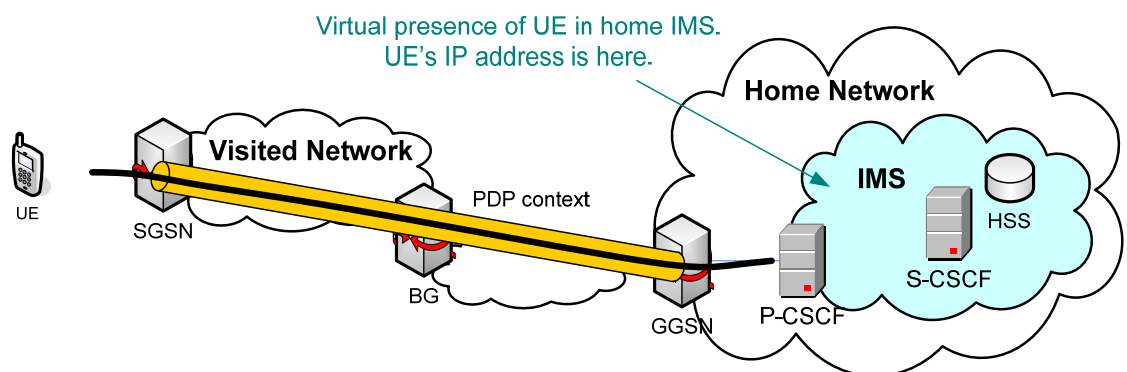 Virtual presence of UE in home IMS.
UE's IP address is here.
Home Network
Visited Network
IMS
HSS
PDP context
UE
SGSN
S-CSCF
BG
GGSN
P-CSCF